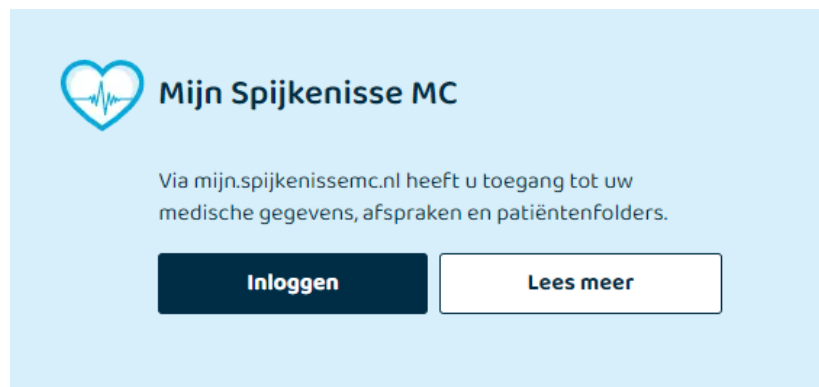 Mijn Spijkenisse MC
Via mijn.spijkenissemc.nl heeft u toegang tot uw
medische gegevens, afspraken en patiëntenfolders.
Inloggen
Lees meer